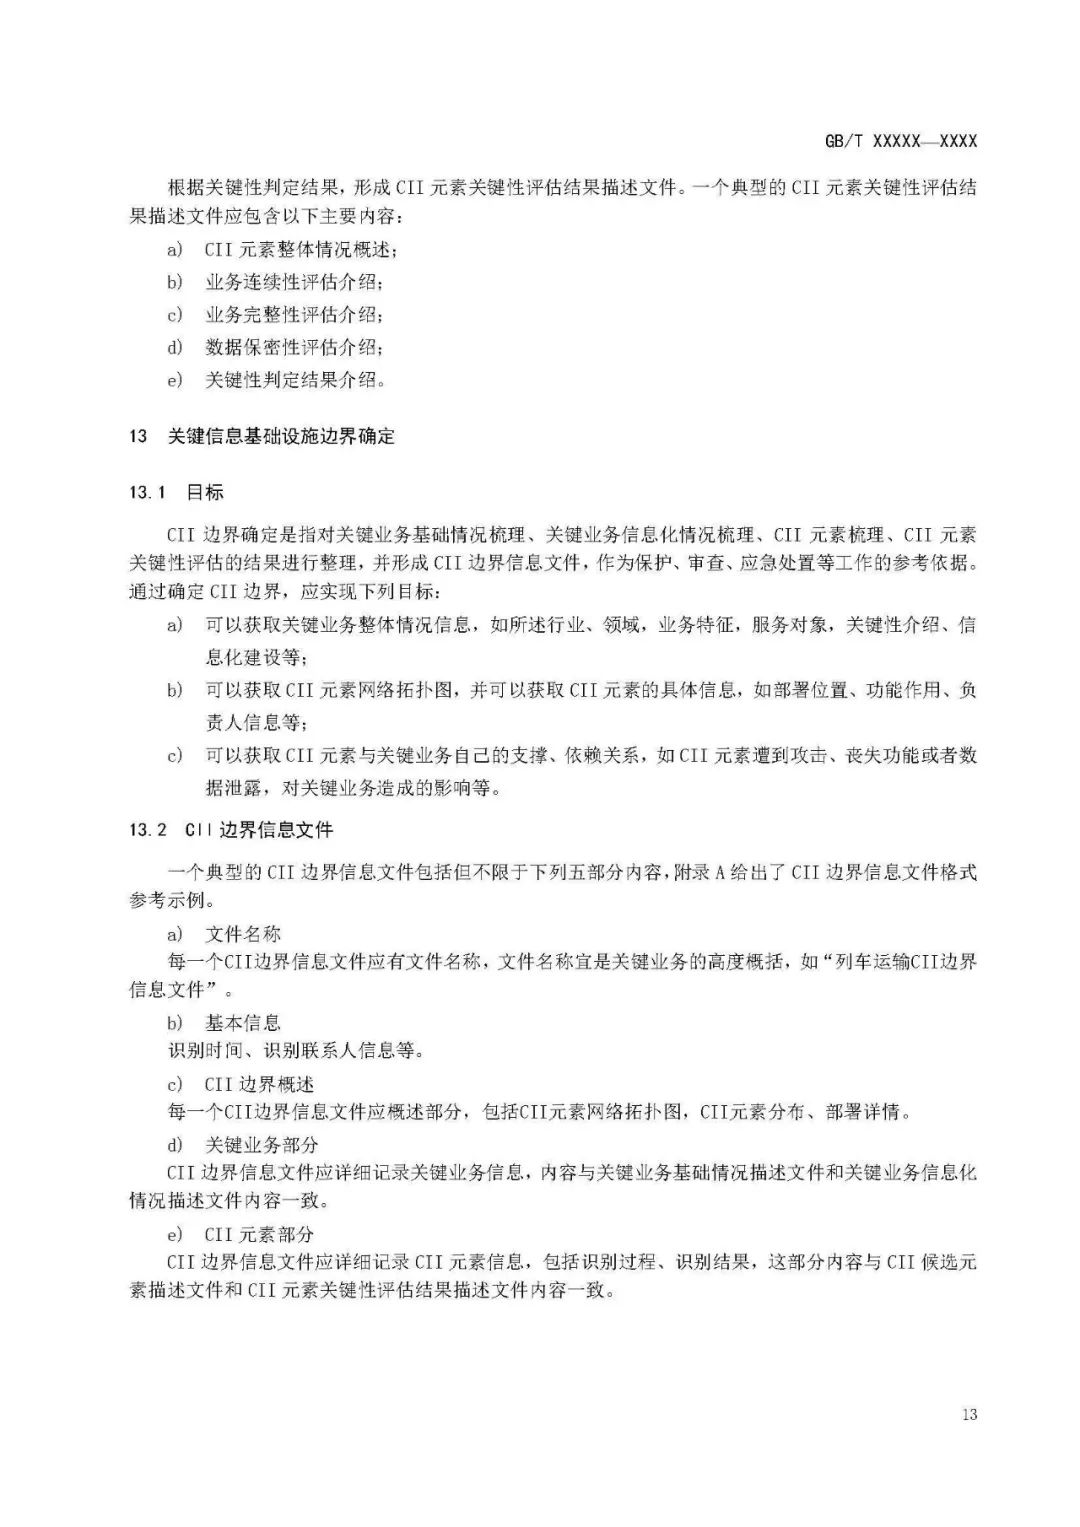 GB/T XXXXX—XXXX
根据关键性判定结果，形成 CII 元素关键性评估结果描述文件。一个典型的 CII 元素关键性评估结
果描述文件应包含以下主要内容：
a) CII 元素整体情况概述；
b) 业务连续性评估介绍；
c) 业务完整性评估介绍；
d) 数据保密性评估介绍；
e) 关键性判定结果介绍。
13 关键信息基础设施边界确定
13.1 目标
CII 边界确定是指对关键业务基础情况梳理、关键业务信息化情况梳理、CII 元素梳理、CII 元素
关键性评估的结果进行整理，并形成 CII 边界信息文件，作为保护、审查、应急处置等工作的参考依据。
通过确定 CII 边界，应实现下列目标：
a) 可以获取关键业务整体情况信息，如所述行业、领域，业务特征，服务对象，关键性介绍、信
息化建设等；
b) 可以获取 CII 元素网络拓扑图，并可以获取 CII 元素的具体信息，如部署位置、功能作用、负
责人信息等；
c) 可以获取 CII 元素与关键业务自己的支撑、依赖关系，如 CII 元素遭到攻击、丧失功能或者数
据泄露，对关键业务造成的影响等。
13.2 CII 边界信息文件
一个典型的 CII 边界信息文件包括但不限于下列五部分内容，附录 A 给出了 CII 边界信息文件格式
参考示例。
a) 文件名称
每一个CII边界信息文件应有文件名称，文件名称宜是关键业务的高度概括，如“列车运输CII边界
信息文件”。
b) 基本信息
识别时间、识别联系人信息等。
c) CII 边界概述
每一个CII边界信息文件应概述部分，包括CII元素网络拓扑图，CII元素分布、部署详情。
d) 关键业务部分
CII 边界信息文件应详细记录关键业务信息，内容与关键业务基础情况描述文件和关键业务信息化
情况描述文件内容一致。
e) CII 元素部分
CII 边界信息文件应详细记录 CII 元素信息，包括识别过程、识别结果，这部分内容与 CII 候选元
素描述文件和 CII 元素关键性评估结果描述文件内容一致。
13